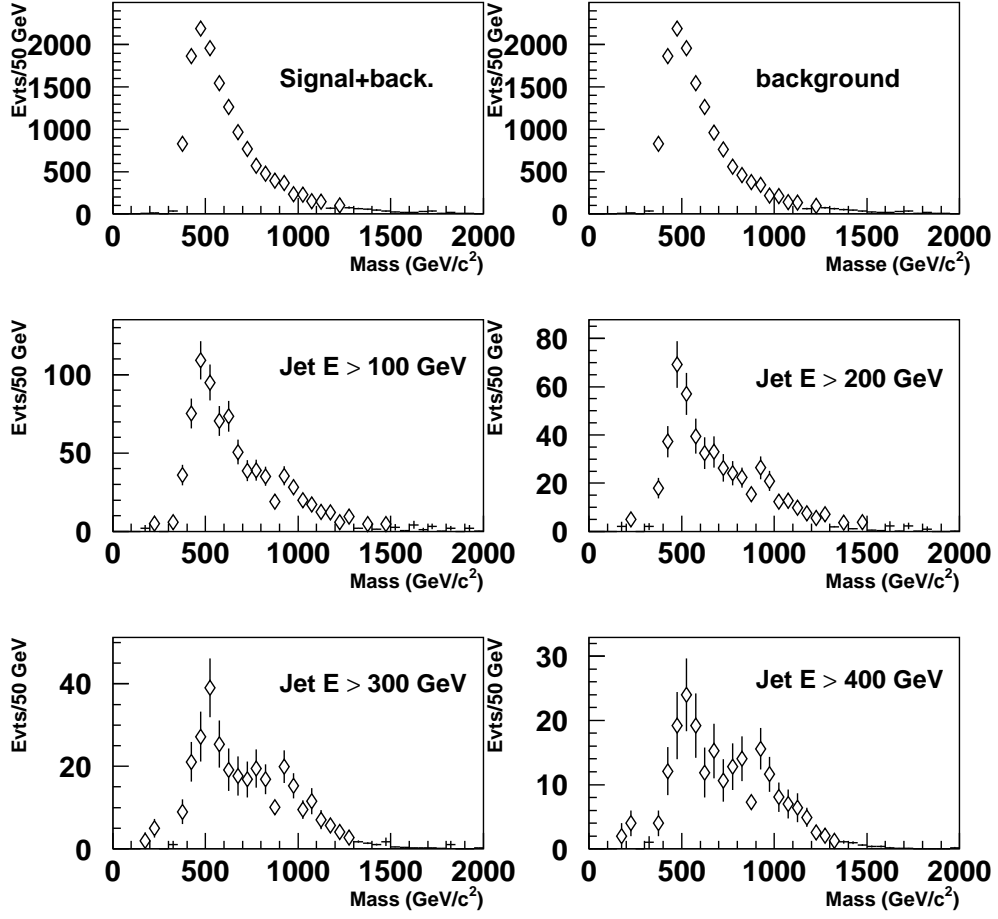 Evts/50 GeV
2000
1500
1000
500
0
Signal+back.
0 500 1000 1500 2000
Mass (GeV/c²)
Evts/50 GeV
2000
1500
1000
500
0
background
0 500 1000 1500 2000
Masse (GeV/c²)
Evts/50 GeV
100
50
0
Jet E > 100 GeV
0 500 1000 1500 2000
Mass (GeV/c²)
Evts/50 GeV
80
60
40
20
0
Jet E > 200 GeV
0 500 1000 1500 2000
Mass (GeV/c²)
Evts/50 GeV
40
20
0
Jet E > 300 GeV
0 500 1000 1500 2000
Mass (GeV/c²)
Evts/50 GeV
30
20
10
0
Jet E > 400 GeV
0 500 1000 1500 2000
Mass (GeV/c²)